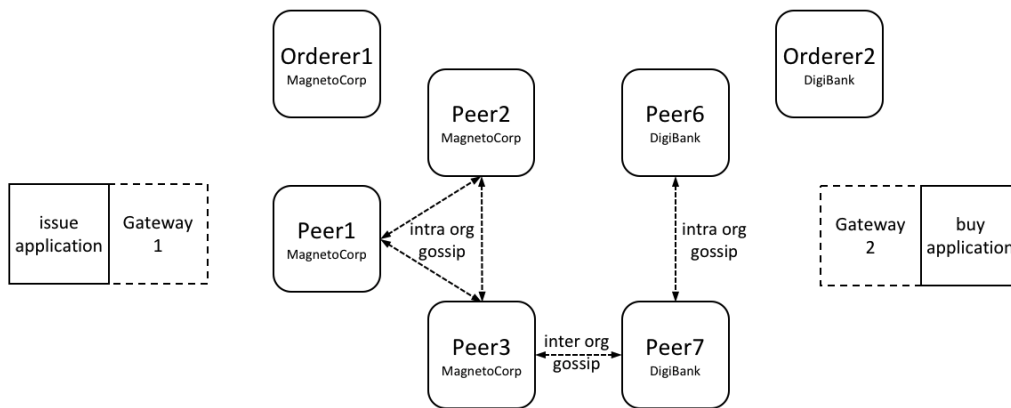 Orderer1
MagnetoCorp
Orderer2
DigiBank
Peer2
MagnetoCorp
Peer6
DigiBank
issue
application
Gateway
1
Peer1
MagnetoCorp
intra org
gossip
intra org
gossip
Gateway
2
buy
application
Peer3
MagnetoCorp
inter org
gossip
Peer7
DigiBank